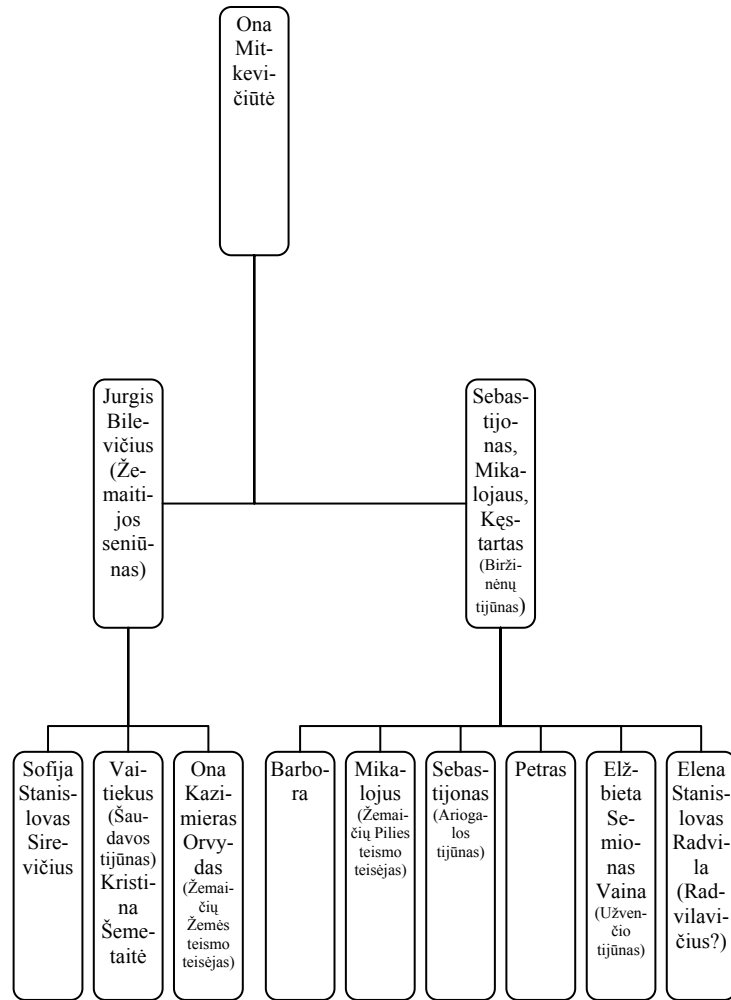 Ona
Mit-
kevi-
čiūtė
Jurgis
Bilevičius
(Že-
maiti-
jos
seniū-
nas)
Sebas-
tijo-
nas,
Mika-
lojaus,
Kęs-
tartas
(Birži-
nėnų
tijūnas)
Sofija
Stanis-
lovas
Sire-
vičius
Vai-
tiekus
(Šau-
davos
tijūnas)
Kristi-
na
Šeme-
taitė
Ona
Kazi-
mieras
Orvy-
das
(Žemai-
čių
Žemės
teismo
teisėjas)
Barbo-
ra
Mika-
lojus
(Žemai-
čių Pilies
teismo
teisėjas)
Sebas-
tijonas
(Arioga-
los
tijūnas)
Petras
Elž-
bieta
Se-
mio-
nas
Vaina
(Užven-
čio
tijūnas)
Elena
Stanis-
lovas
Radvi-
la
(Rad-
vilavi-
čius?)